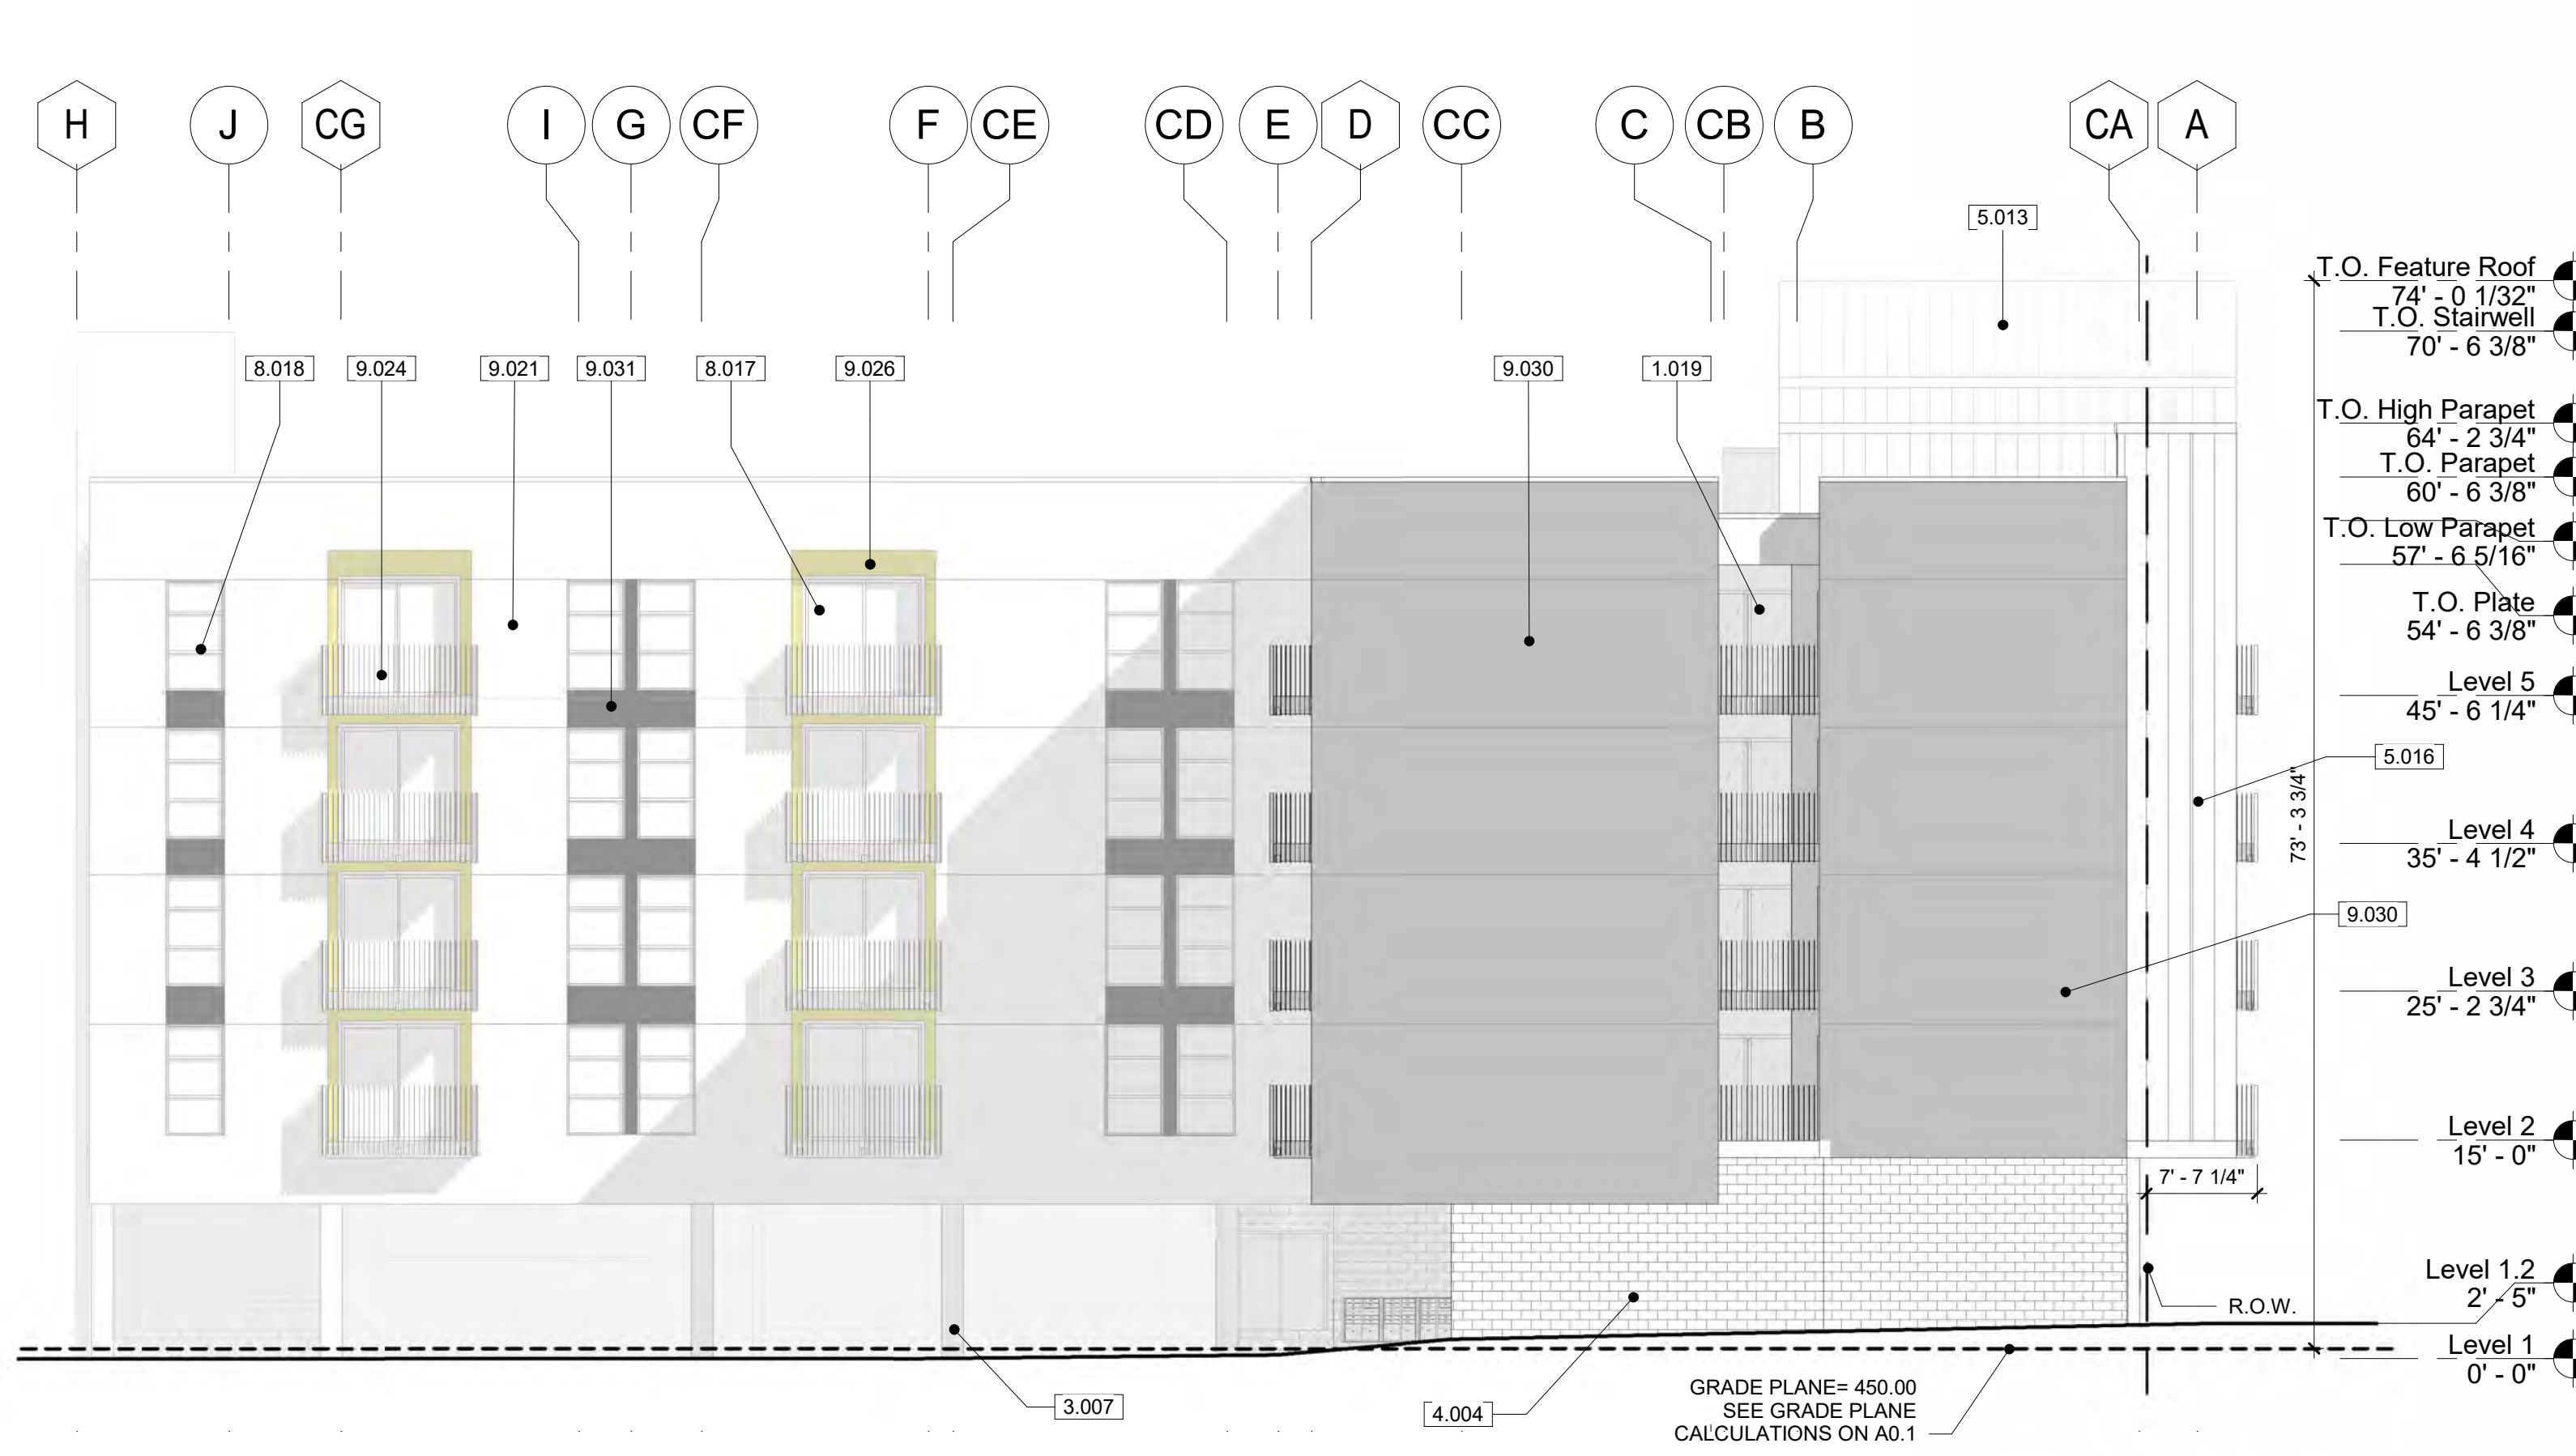 H
J
CG
I
G
CF
F
CE
CD
E
D
CC
C
CB
B
CA
A
5.013
T.O. Feature Roof
74' - 0 1/32"
T.O. Stairwell
70' - 6 3/8"
8.018
9.024
9.021
9.031
8.017
9.026
9.030
1.019
T.O. High Parapet
64' - 2 3/4"
T.O. Parapet
60' - 6 3/8"
T.O. Low Parapet
57' - 6 5/16"
T.O. Plate
54' - 6 3/8"
Level 5
45' - 6 1/4"
5.016
73' - 3 3/4"
Level 4
35' - 4 1/2"
9.030
Level 3
25' - 2 3/4"
Level 2
15' - 0"
7' - 7 1/4"
Level 1.2
2' - 5"
R.O.W.
Level 1
0' - 0"
3.007
4.004
GRADE PLANE= 450.00
SEE GRADE PLANE
CALCULATIONS ON A0.1